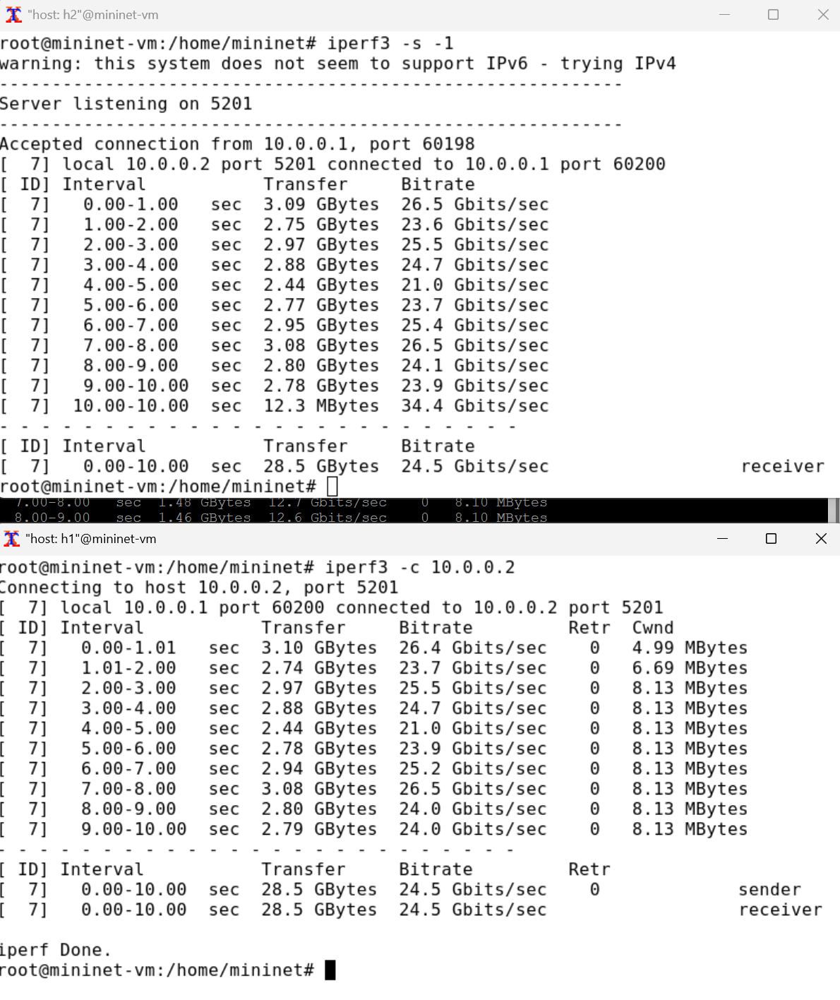 "host: h2"@mininet-vm
root@mininet-vm:/home/mininet# iperf3 -s -1
warning: this system does not seem to support IPv6 - trying IPv4
-----------------------------------------------------------
Server listening on 5201
-----------------------------------------------------------
Accepted connection from 10.0.0.1, port 60198
[  7] local 10.0.0.2 port 5201 connected to 10.0.0.1 port 60200
[ ID] Interval           Transfer     Bitrate
[  7]   0.00-1.00   sec  3.09 GBytes  26.5 Gbits/sec
[  7]   1.00-2.00   sec  2.75 GBytes  23.6 Gbits/sec
[  7]   2.00-3.00   sec  2.97 GBytes  25.5 Gbits/sec
[  7]   3.00-4.00   sec  2.88 GBytes  24.7 Gbits/sec
[  7]   4.00-5.00   sec  2.44 GBytes  21.0 Gbits/sec
[  7]   5.00-6.00   sec  2.77 GBytes  23.7 Gbits/sec
[  7]   6.00-7.00   sec  2.95 GBytes  25.4 Gbits/sec
[  7]   7.00-8.00   sec  3.08 GBytes  26.5 Gbits/sec
[  7]   8.00-9.00   sec  2.80 GBytes  24.1 Gbits/sec
[  7]   9.00-10.00  sec  2.78 GBytes  23.9 Gbits/sec
[  7]  10.00-10.00  sec  12.3 MBytes  34.4 Gbits/sec
- - - - - - - - - - - - - - - - - - - - - - - - -
[ ID] Interval           Transfer     Bitrate
[  7]   0.00-10.00  sec  28.5 GBytes  24.5 Gbits/sec                  receiver
root@mininet-vm:/home/mininet#
7.00-8.00   sec  1.48 GBytes  12.7 Gbits/sec    0   8.10 MBytes
8.00-9.00   sec  1.46 GBytes  12.6 Gbits/sec    0   8.10 MBytes
"host: h1"@mininet-vm
root@mininet-vm:/home/mininet# iperf3 -c 10.0.0.2
Connecting to host 10.0.0.2, port 5201
[  7] local 10.0.0.1 port 60200 connected to 10.0.0.2 port 5201
[ ID] Interval           Transfer     Bitrate         Retr  Cwnd
[  7]   0.00-1.01   sec  3.10 GBytes  26.4 Gbits/sec    0   4.99 MBytes
[  7]   1.01-2.00   sec  2.74 GBytes  23.7 Gbits/sec    0   6.69 MBytes
[  7]   2.00-3.00   sec  2.97 GBytes  25.5 Gbits/sec    0   8.13 MBytes
[  7]   3.00-4.00   sec  2.88 GBytes  24.7 Gbits/sec    0   8.13 MBytes
[  7]   4.00-5.00   sec  2.44 GBytes  21.0 Gbits/sec    0   8.13 MBytes
[  7]   5.00-6.00   sec  2.78 GBytes  23.9 Gbits/sec    0   8.13 MBytes
[  7]   6.00-7.00   sec  2.94 GBytes  25.2 Gbits/sec    0   8.13 MBytes
[  7]   7.00-8.00   sec  3.08 GBytes  26.5 Gbits/sec    0   8.13 MBytes
[  7]   8.00-9.00   sec  2.80 GBytes  24.0 Gbits/sec    0   8.13 MBytes
[  7]   9.00-10.00  sec  2.79 GBytes  24.0 Gbits/sec    0   8.13 MBytes
- - - - - - - - - - - - - - - - - - - - - - - - -
[ ID] Interval           Transfer     Bitrate         Retr
[  7]   0.00-10.00  sec  28.5 GBytes  24.5 Gbits/sec    0             sender
[  7]   0.00-10.00  sec  28.5 GBytes  24.5 Gbits/sec                  receiver
iperf Done.
root@mininet-vm:/home/mininet#